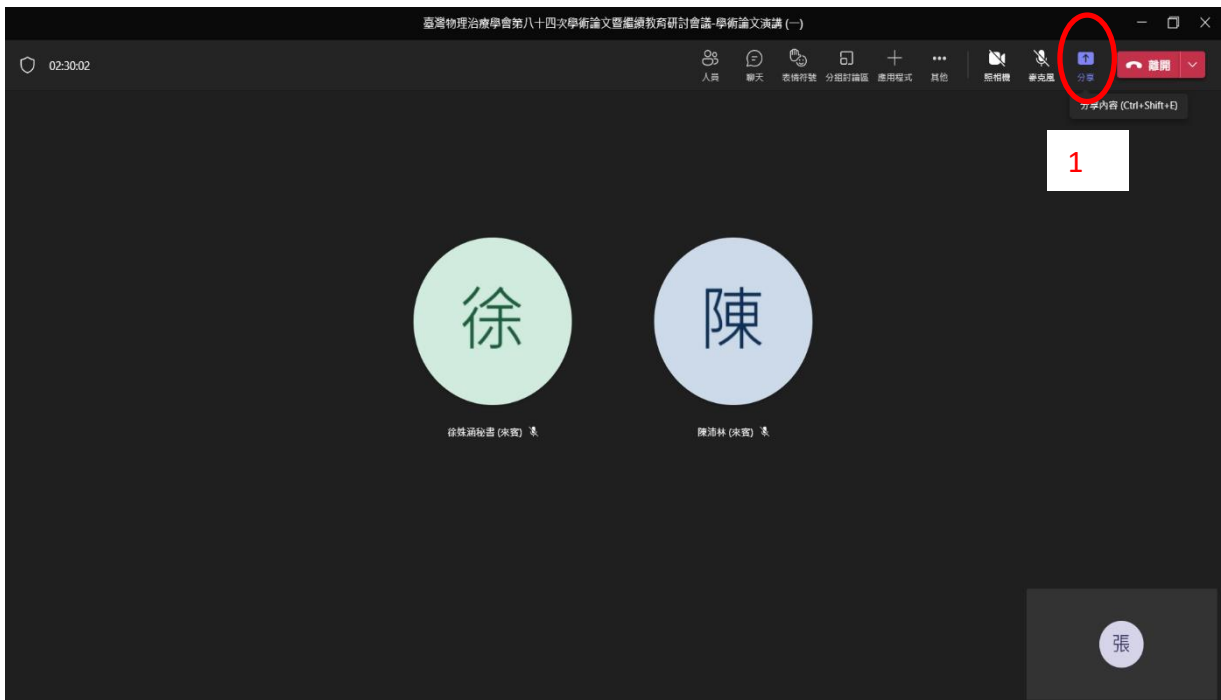 臺灣物理治療學會第八十四次學術論文暨繼續教育研討會議-學術論文演講 (一)
02:30:02
人員 聊天 表情符號 分組討論區 應用程式 其他 照相機 麥克風 分享 離開
分享內容 (Ctrl+Shift+E)
1
徐 陳
徐姝涵秘書 (來賓) 陳沛林 (來賓)
張